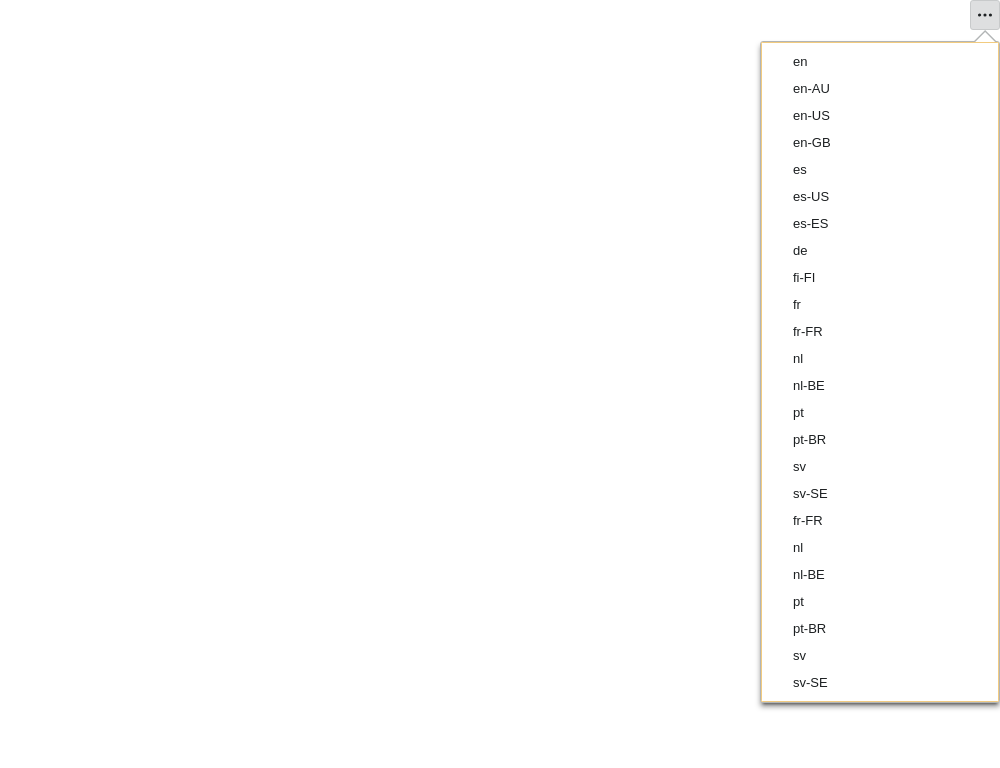 en
en-AU
en-US
en-GB
es
es-US
es-ES
de
fi-FI
fr
fr-FR
nl
nl-BE
pt
pt-BR
sv
sv-SE
fr-FR
nl
nl-BE
pt
pt-BR
sv
sv-SE